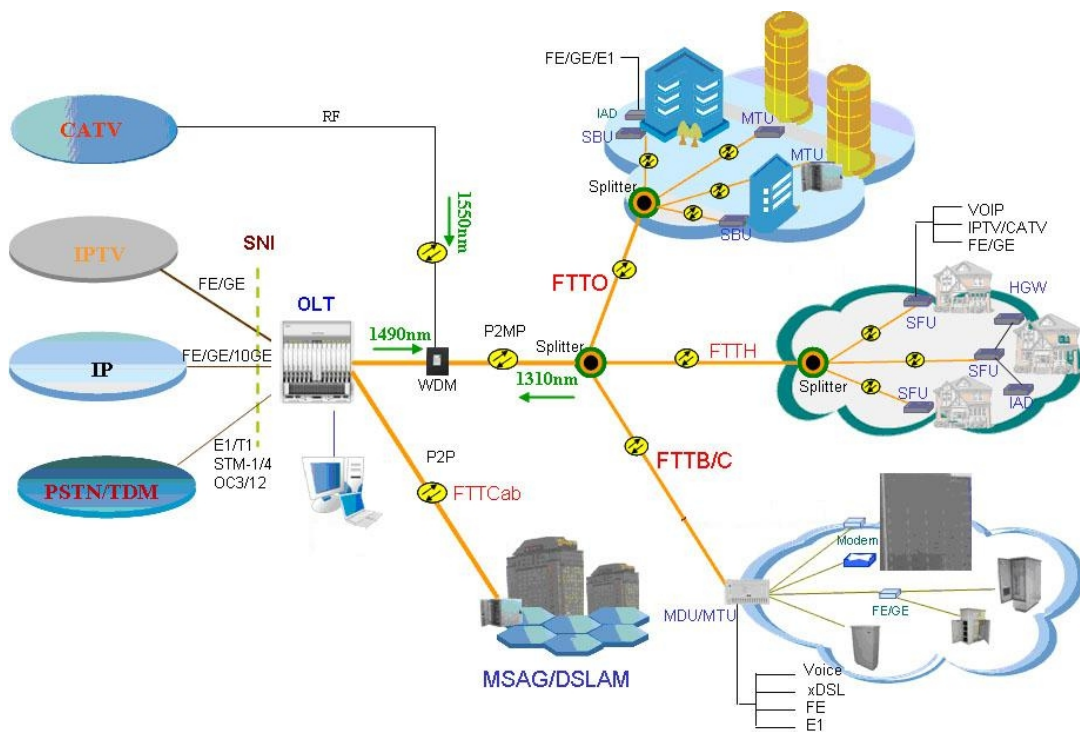 FE/GE/E1
CATV
RF
IAD
SBU
MTU
MTU
Splitter
SBU
1550nm
VOIP
IPTV/CATV
FE/GE
IPTV
SNI
FE/GE
OLT
FTTO
HGW
SFU
1490nm
P2MP
Splitter
FTTH
IP
FE/GE/10GE
WDM
1310nm
Splitter
SFU
SFU
IAD
E1/T1
STM-1/4
OC3/12
PSTN/TDM
P2P
FTTCab
FTTB/C
Modem
MDU/MTU
FE/GE
MSAG/DSLAM
Voice
xDSL
FE
E1